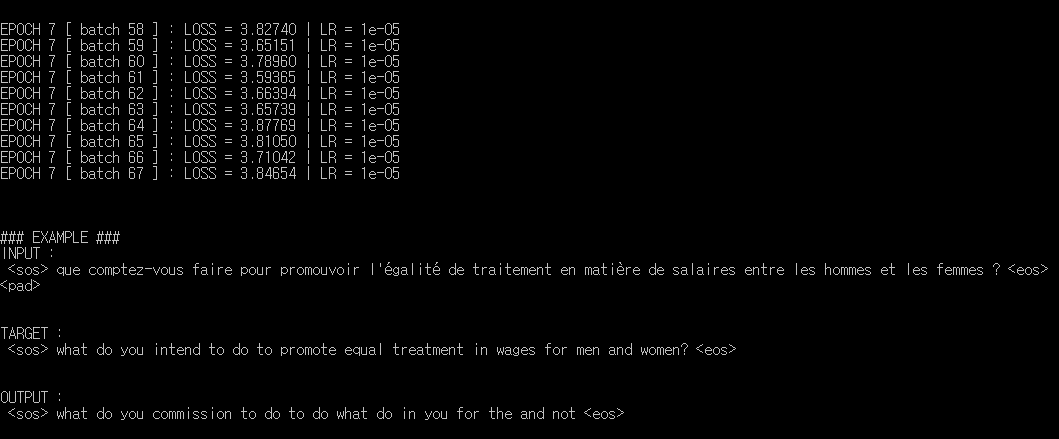 EPOCH 7 [ batch 58 ] : LOSS = 3.82740 | LR = 1e-05
EPOCH 7 [ batch 59 ] : LOSS = 3.65151 | LR = 1e-05
EPOCH 7 [ batch 60 ] : LOSS = 3.78960 | LR = 1e-05
EPOCH 7 [ batch 61 ] : LOSS = 3.59365 | LR = 1e-05
EPOCH 7 [ batch 62 ] : LOSS = 3.66394 | LR = 1e-05
EPOCH 7 [ batch 63 ] : LOSS = 3.65739 | LR = 1e-05
EPOCH 7 [ batch 64 ] : LOSS = 3.87769 | LR = 1e-05
EPOCH 7 [ batch 65 ] : LOSS = 3.81050 | LR = 1e-05
EPOCH 7 [ batch 66 ] : LOSS = 3.71042 | LR = 1e-05
EPOCH 7 [ batch 67 ] : LOSS = 3.84654 | LR = 1e-05
### EXAMPLE ###
INPUT :
<sos> que comptez-vous faire pour promouvoir l'égalité de traitement en matière de salaires entre les hommes et les femmes ? <eos>
<pad>
TARGET :
<sos> what do you intend to do to promote equal treatment in wages for men and women? <eos>
OUTPUT :
<sos> what do you commission to do to do what do in you for the and not <eos>